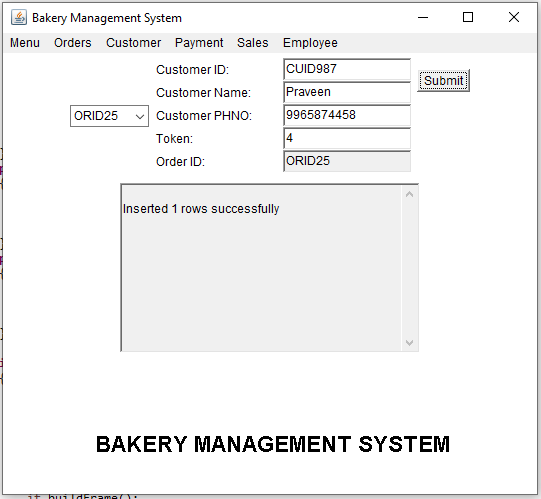 Bakery Management System
Menu Orders Customer Payment Sales Employee
Customer ID: CUID987 Submit
Customer Name: Praveen
ORID25 Customer PHNO: 9965874458
Token: 4
Order ID: ORID25
Inserted 1 rows successfully
BAKERY MANAGEMENT SYSTEM